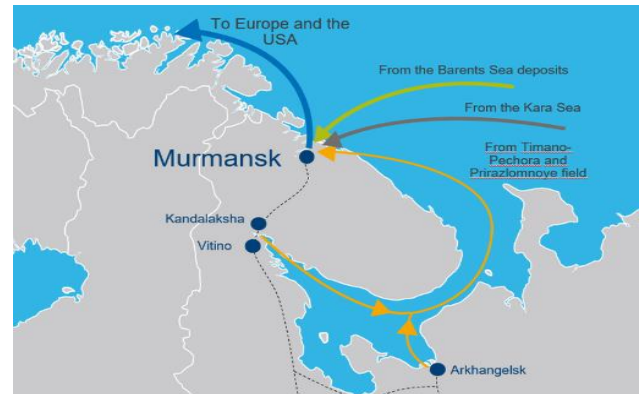 To Europe and the
USA
From the Barents Sea deposits
From the Kara Sea
From Timano-
Pechora and
Prirazlomnoye field
Murmansk
Kandalaksha
Vitino
Arkhangelsk